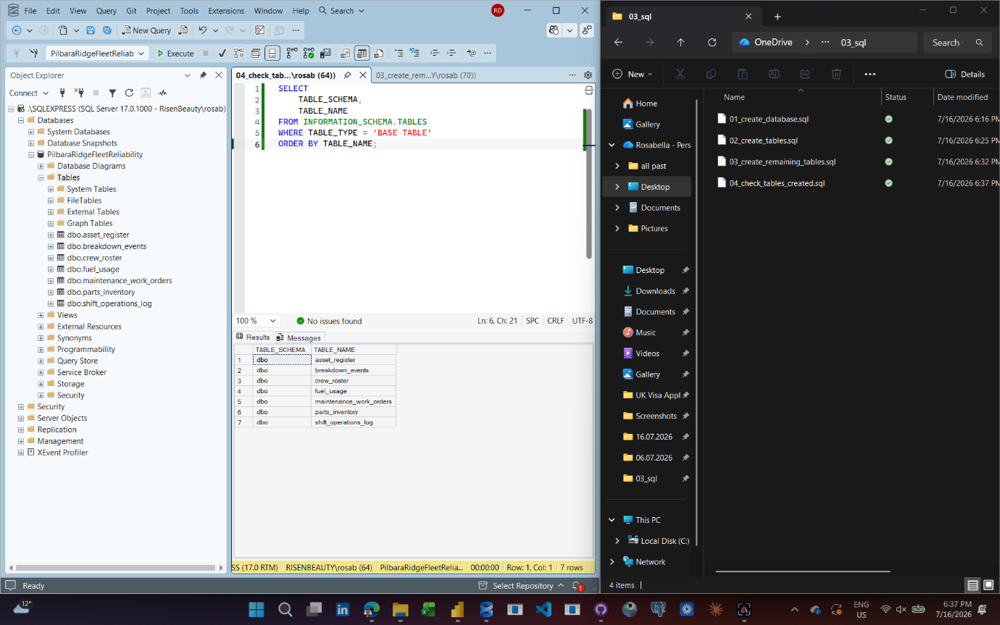 File Edit View Query Git Project Tools Extensions Window Help Search RD
New Query
PilbaraRidgeFleetReliab Execute
Object Explorer
Connect
.\SQLEXPRESS (SQL Server 17.0.1000 - RisenBeauty\rosab)
Databases
System Databases
Database Snapshots
PilbaraRidgeFleetReliability
Database Diagrams
Tables
System Tables
FileTables
External Tables
Graph Tables
dbo.asset_register
dbo.breakdown_events
dbo.crew_roster
dbo.fuel_usage
dbo.maintenance_work_orders
dbo.parts_inventory
dbo.shift_operations_log
Views
External Resources
Synonyms
Programmability
Query Store
Service Broker
Storage
Security
Security
Server Objects
Replication
Management
XEvent Profiler
04_check_tab...\rosab (64)) 03_create_rem...Y\rosab (70))
1 SELECT
2 TABLE_SCHEMA,
3 TABLE_NAME
4 FROM INFORMATION_SCHEMA.TABLES
5 WHERE TABLE_TYPE = 'BASE TABLE'
6 ORDER BY TABLE_NAME;
100 % No issues found Ln: 6, Ch: 21 SPC CRLF UTF-8
Results Messages
TABLE_SCHEMA TABLE_NAME
1 dbo asset_register
2 dbo breakdown_events
3 dbo crew_roster
4 dbo fuel_usage
5 dbo maintenance_work_orders
6 dbo parts_inventory
7 dbo shift_operations_log
SS (17.0 RTM) RISENBEAUTY\rosab (64) PilbaraRidgeFleetRelia... 00:00:00 Row: 1, Col: 1 7 rows
Ready Select Repository 1
03_sql
OneDrive ... 03_sql Search
New Details
Home
Gallery
Rosabella - Pers
all past
Desktop
Documents
Pictures
Desktop
Downloads
Documents
Music
Videos
Gallery
UK Visa Appl
Screenshots
16.07.2026
06.07.2026
03_sql
This PC
Local Disk (C:)
Network
Name Status Date modified
01_create_database.sql 7/16/2026 6:16 PM
02_create_tables.sql 7/16/2026 6:25 PM
03_create_remaining_tables.sql 7/16/2026 6:32 PM
04_check_tables_created.sql 7/16/2026 6:37 PM
4 items
12°
ENG
US
6:37 PM
7/16/2026